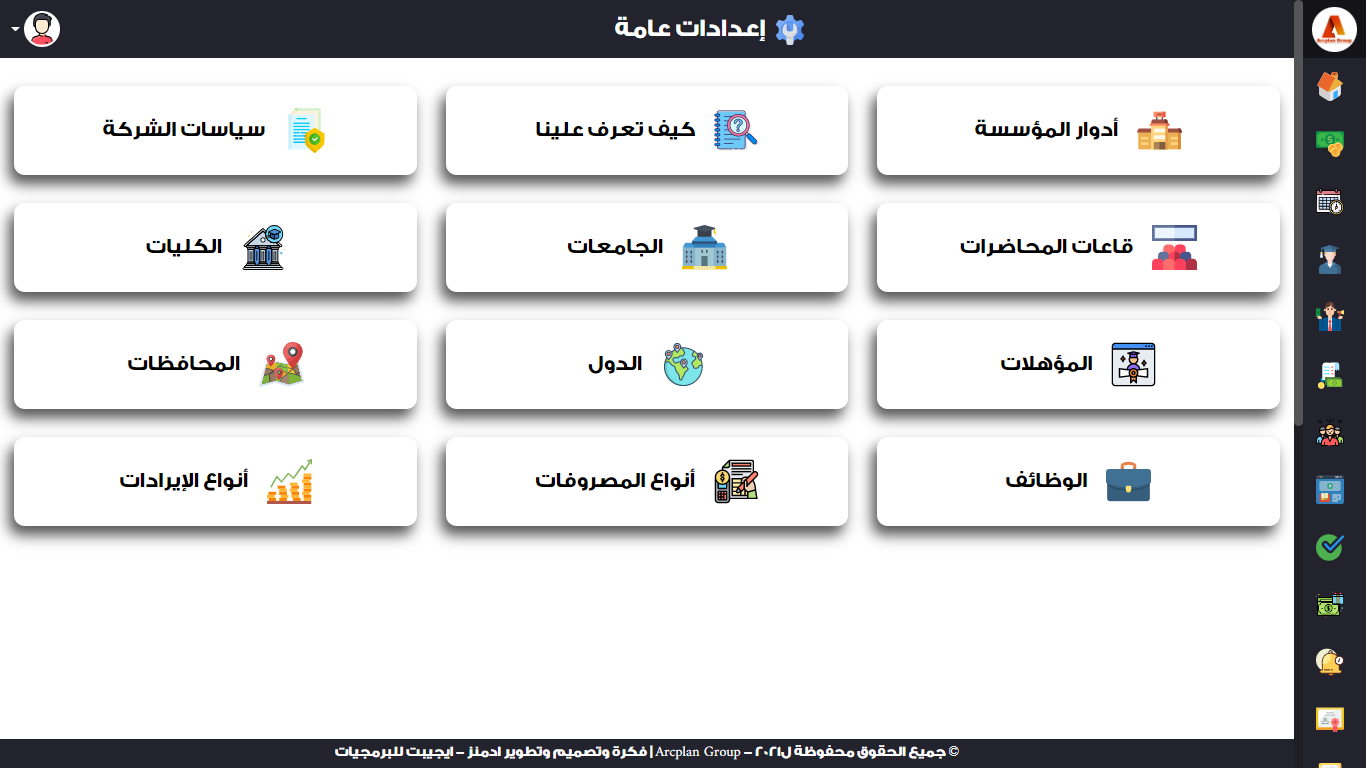 إعدادات عامة
Arcplan Group
أدوار المؤسسة
كيف تعرف علينا
سياسات الشركة
قاعات المحاضرات
الجامعات
الكليات
المؤهلات
الدول
المحافظات
الوظائف
أنواع المصروفات
أنواع الإيرادات
© جميع الحقوق محفوظة ل٢٠٢١ – Arcplan Group | فكرة وتصميم وتطوير ادمنز – ايجيبت للبرمجيات